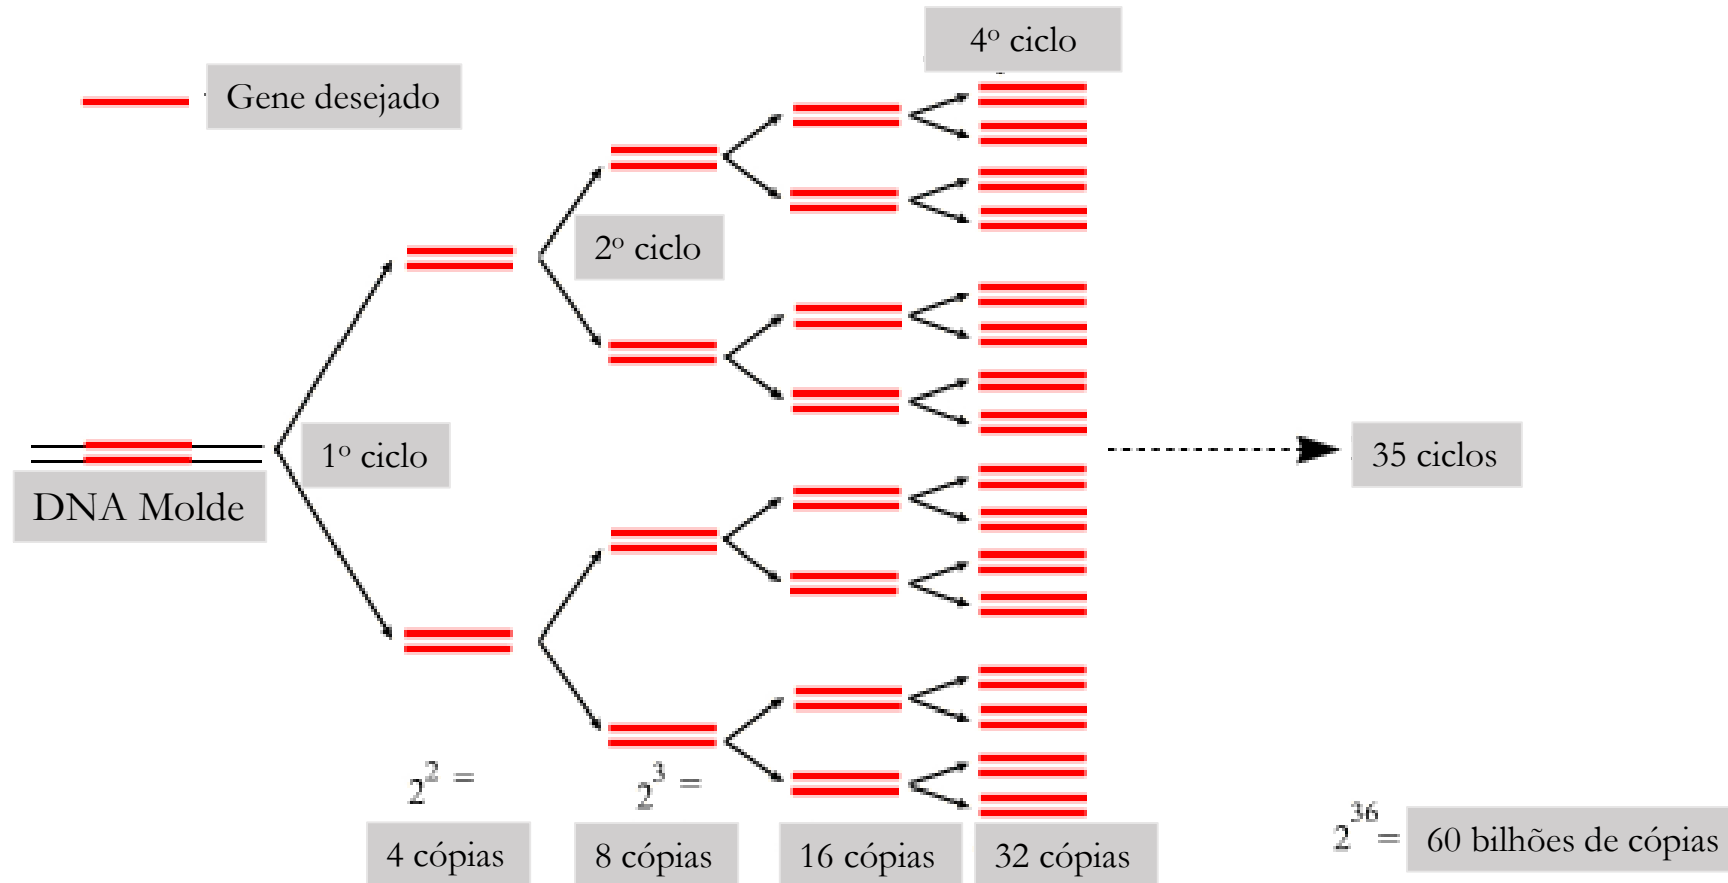 4º ciclo
Gene desejado
2º ciclo
1º ciclo
35 ciclos
DNA Molde
2² =
2³ =
2³⁶ =
4 cópias
8 cópias
16 cópias
32 cópias
60 bilhões de cópias